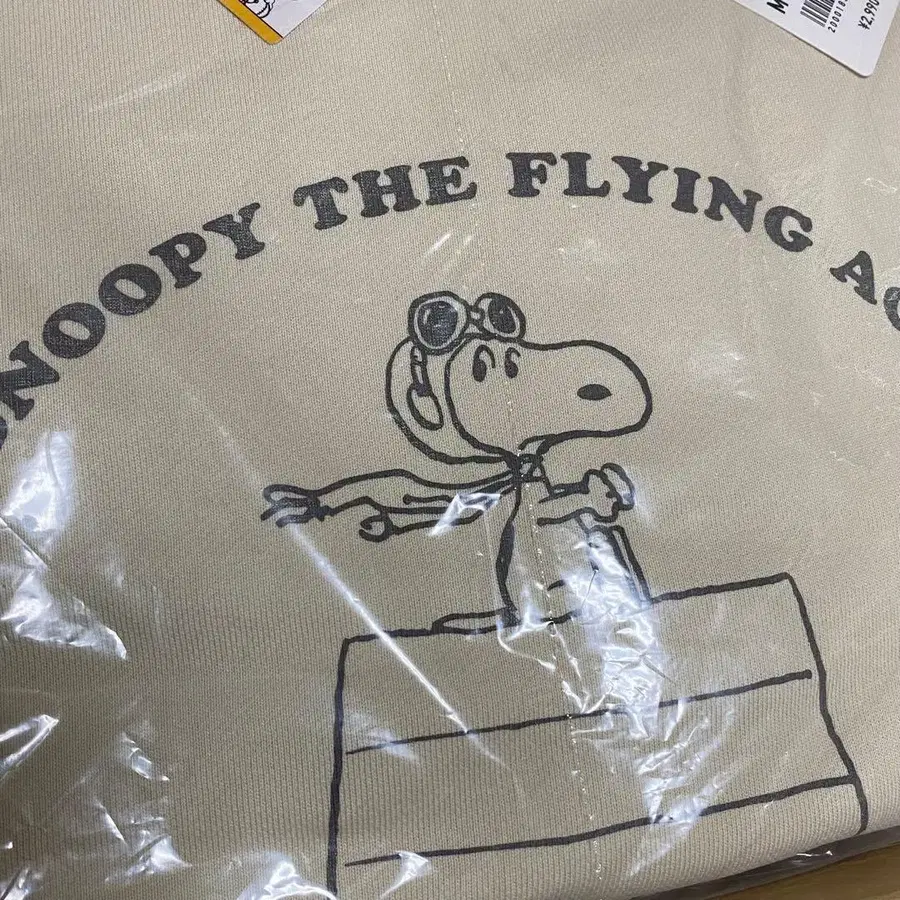 SNOOPY THE FLYING AC
M
¥2,990